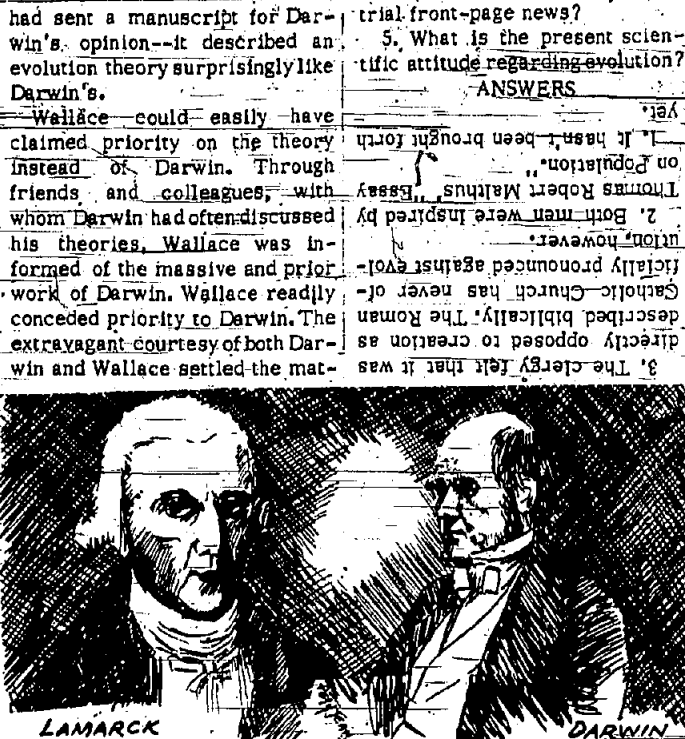 had sent a manuscript for Dar-
win's opinion--it described an
evolution theory surprisingly like
Darwin's.
Wallace could easily have
claimed priority on the theory
instead of Darwin. Through
friends and colleagues, with
whom Darwin had often discussed
his theories, Wallace was in-
formed of the massive and prior
work of Darwin. Wallace readily
conceded priority to Darwin. The
extravagant courtesy of both Dar-
win and Wallace settled the mat-
trial front-page news?
5. What is the present scien-
tific attitude regarding evolution?
ANSWERS
3. The clergy felt that it was
directly opposed to creation as
described biblically. The Roman
Catholic Church has never of-
ficially pronounced against evol-
ution, however.
2. Both men were inspired by
Thomas Robert Malthus' "Essay
on Population."
1. It hasn't been brought forth
yet.
LAMARCK
DARWIN